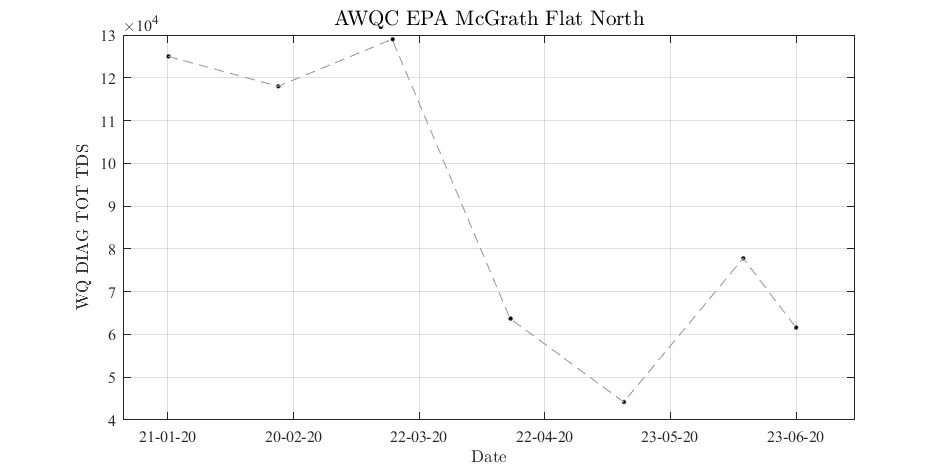 AWQC EPA McGrath Flat North
×10⁴
13
12
11
10
9
8
7
6
5
4
WQ DIAG TOT TDS
21-01-20 20-02-20 22-03-20 22-04-20 23-05-20 23-06-20
Date